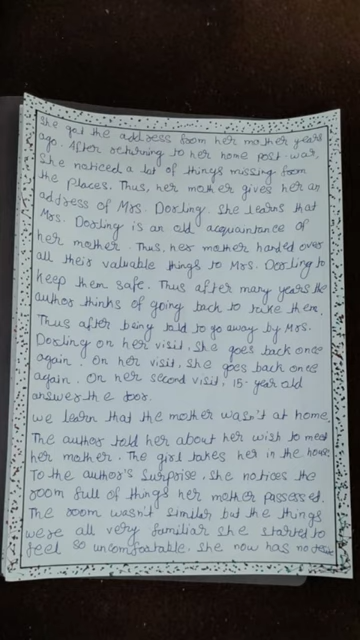 She got the address from her mother years
ago. After returning to her home post-war,
She noticed a lot of things missing from
the places. Thus, her mother gives her an
address of Mrs. Dorling. She learns that
Mrs. Dorling is an old acquaintance of
her mother. Thus, her mother handed over
all their valuable things to Mrs. Dorling to
keep them safe. Thus after many years the
author thinks of going back to take them.
Thus after being told to go away by Mrs.
Dorling on her visit, She goes back once
again. On her visit, She goes back once
again. On her second visit, 15-year old
answer the door.
We learn that the mother wasn't at home.
The author told her about her wish to meet
her mother. The girl takes her in the house.
To the author's Surprise, she notices the
room full of things her mother possessed.
The room wasn't similar but the things
were all very familiar she started to
feel so uncomfortable. She now has no